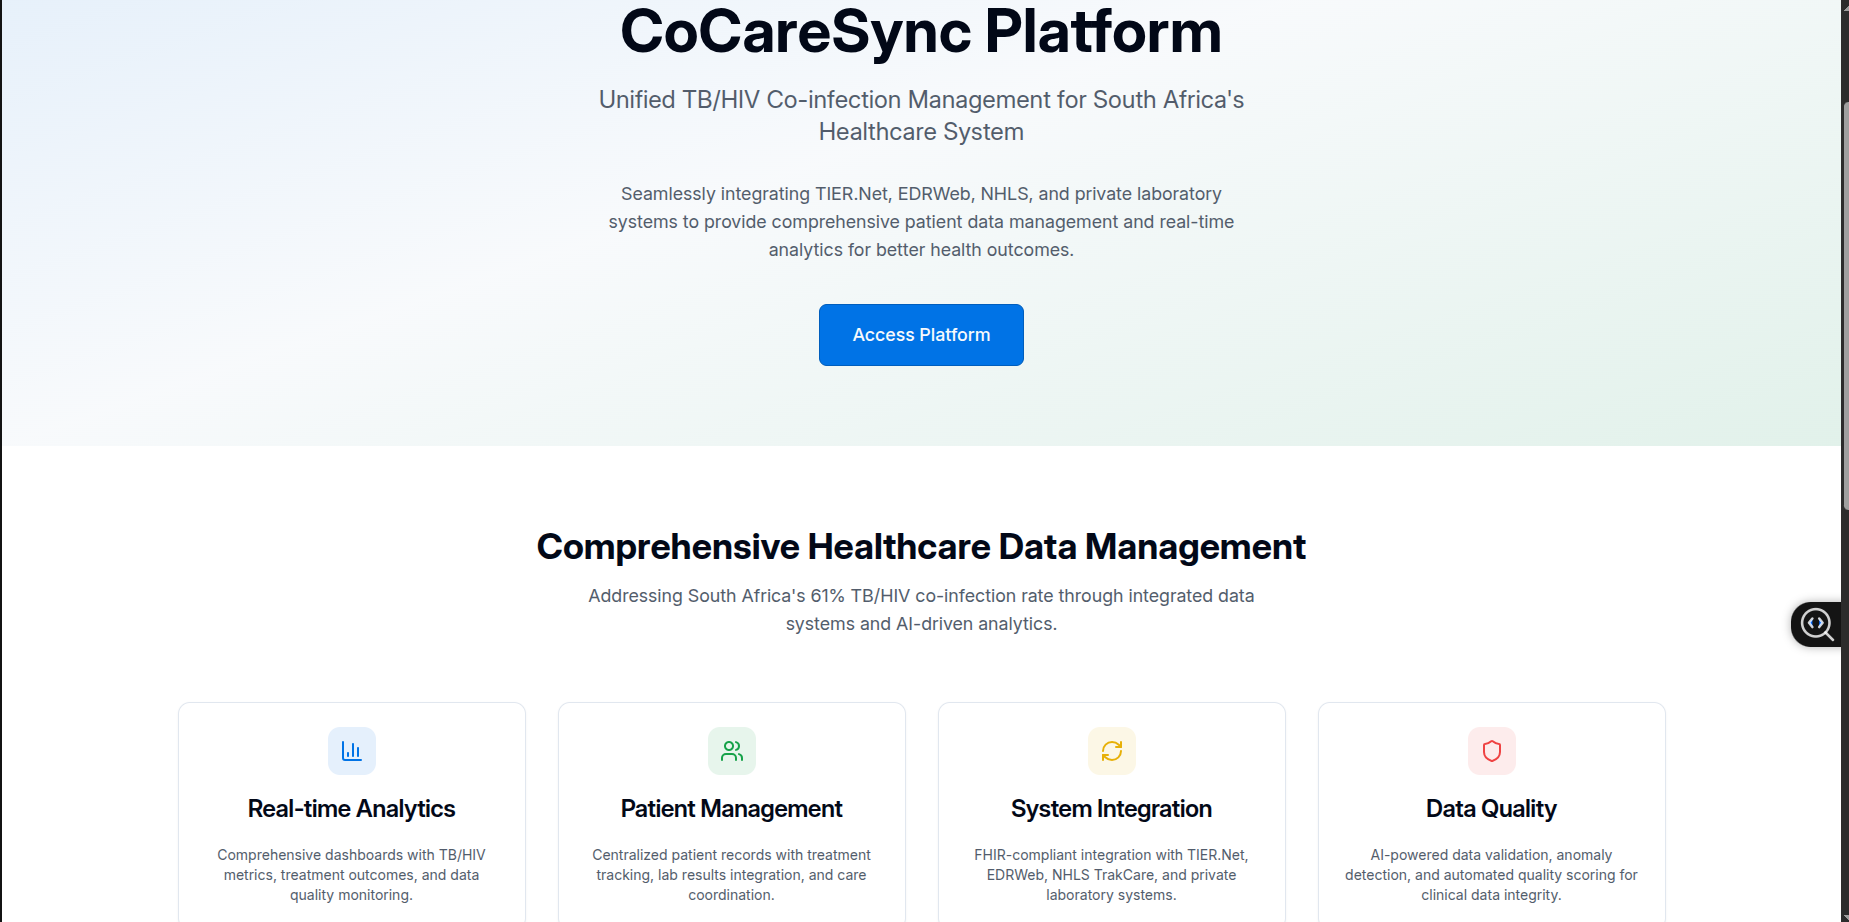 CoCareSync Platform
Unified TB/HIV Co-infection Management for South Africa's
Healthcare System
Seamlessly integrating TIER.Net, EDRWeb, NHLS, and private laboratory
systems to provide comprehensive patient data management and real-time
analytics for better health outcomes.
Access Platform
Comprehensive Healthcare Data Management
Addressing South Africa's 61% TB/HIV co-infection rate through integrated data
systems and AI-driven analytics.
Real-time Analytics
Comprehensive dashboards with TB/HIV
metrics, treatment outcomes, and data
quality monitoring.
Patient Management
Centralized patient records with treatment
tracking, lab results integration, and care
coordination.
System Integration
FHIR-compliant integration with TIER.Net,
EDRWeb, NHLS TrakCare, and private
laboratory systems.
Data Quality
AI-powered data validation, anomaly
detection, and automated quality scoring for
clinical data integrity.